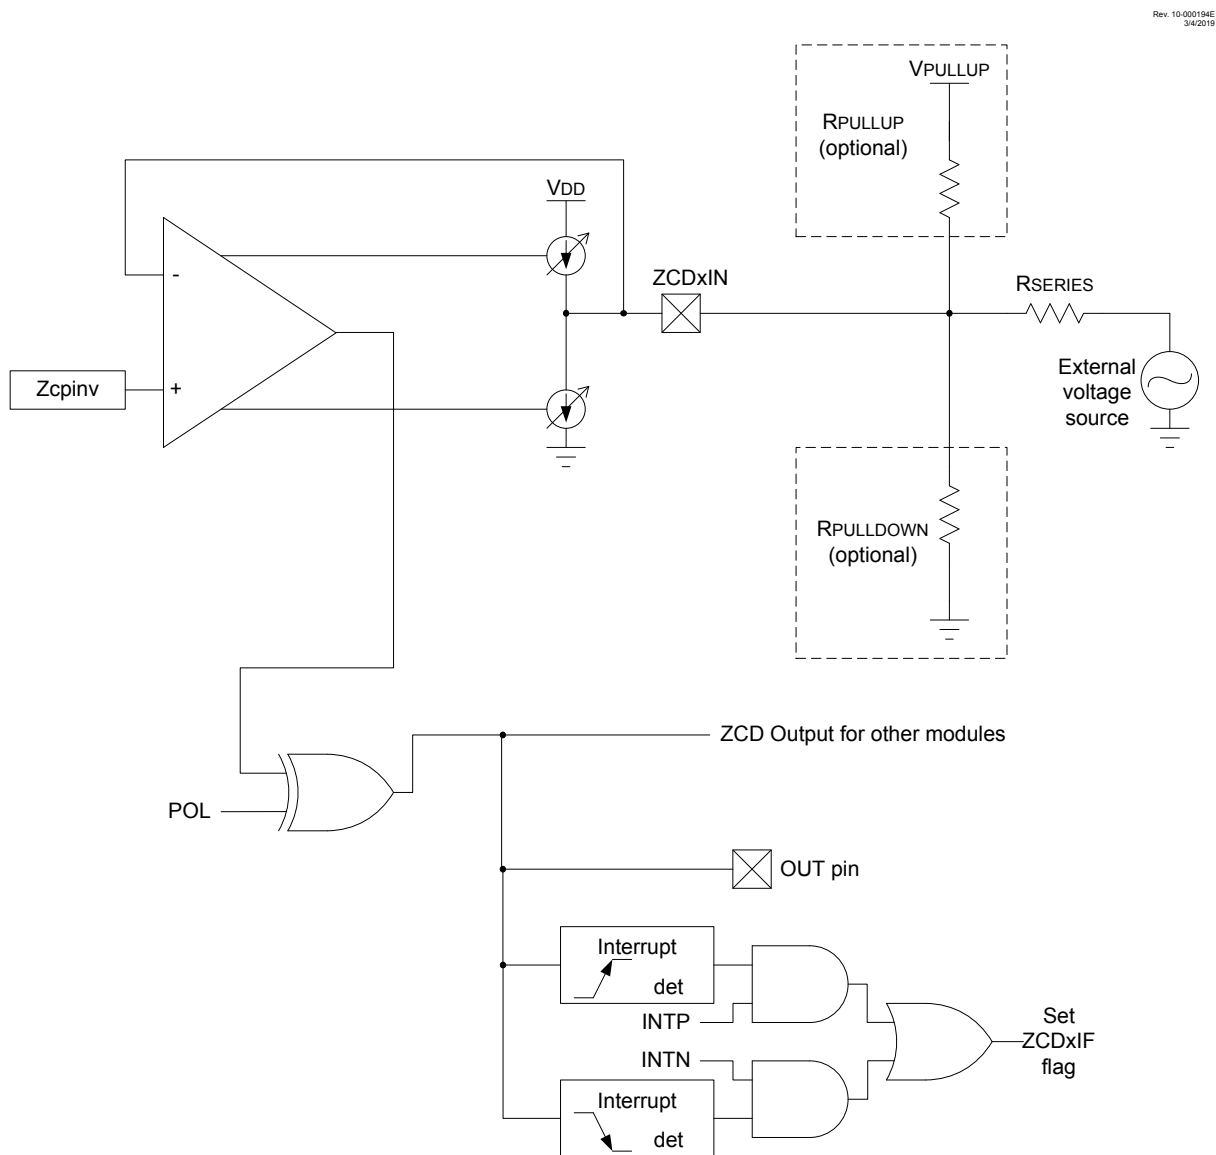 Rev. 10-000194E
3/4/2019
VPULLUP
RPULLUP
(optional)
VDD
-
ZCDxIN
RSERIES
Zcpinv
+
External
voltage
source
RPULLDOWN
(optional)
ZCD Output for other modules
POL
OUT pin
Interrupt
det
INTP
INTN
Set
ZCDxIF
flag
Interrupt
det